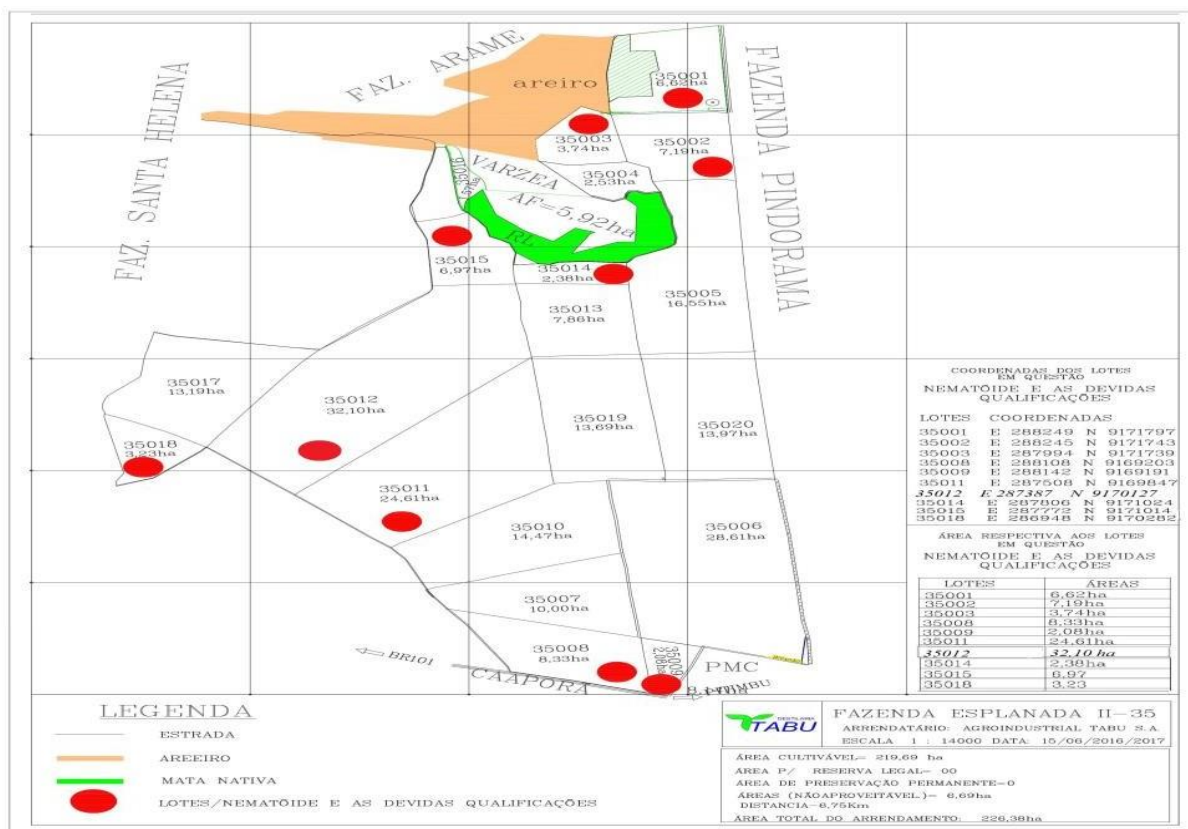 FAZ. ARAME
FAZ. SANTA HELENA
FAZENDA PINDORAMA
areiro
35001
6,62ha
35003
3,74ha
35002
7,19ha
35004
2,53ha
35016
VARZEA
AF=5,92ha
RL
35015
6,97ha
35014
2,38ha
35005
16,55ha
35013
7,86ha
35017
13,19ha
35012
32,10ha
35019
13,69ha
35020
13,97ha
35018
3,23ha
35011
24,61ha
35010
14,47ha
35006
28,61ha
35007
10,00ha
35008
8,33ha
35009
2,08ha
PMC
BR101
CAAPORA
COORDENADAS DOS LOTES
EM QUESTÃO
NEMATÓIDE E AS DEVIDAS
QUALIFICAÇÕES
LOTES COORDENADAS
35001 E 288249 N 9171797
35002 E 288245 N 9171743
35003 E 287994 N 9171739
35008 E 288108 N 9169203
35009 E 288142 N 9169191
35011 E 287508 N 9169847
35012 E 287387 N 9170127
35014 E 287806 N 9171024
35015 E 287772 N 9171014
35018 E 286948 N 9170282
ÁREA RESPECTIVA AOS LOTES
EM QUESTÃO
NEMATÓIDE E AS DEVIDAS
QUALIFICAÇÕES
LOTES ÁREAS
35001 6,62ha
35002 7,19ha
35003 3,74ha
35008 8,33ha
35009 2,08ha
35011 24,61ha
35012 32,10 ha
35014 2,38ha
35015 6,97
35018 3,23
LEGENDA
ESTRADA
AREEIRO
MATA NATIVA
LOTES/NEMATÓIDE E AS DEVIDAS QUALIFICAÇÕES
DESTILARIA
TABU
FAZENDA ESPLANADA II-35
ARRENDATÁRIO: AGROINDUSTRIAL TABU S.A
ESCALA 1 : 14000 DATA: 15/06/2016/2017
ÁREA CULTIVÁVEL= 219,69 ha
ÁREA P/ RESERVA LEGAL= 00
ÁREA DE PRESERVAÇÃO PERMANENTE=0
ÁREAS (NÃOAPROVEITÁVEL)= 6,69ha
DISTANCIA=6,75Km
ÁREA TOTAL DO ARRENDAMENTO: 226,38ha